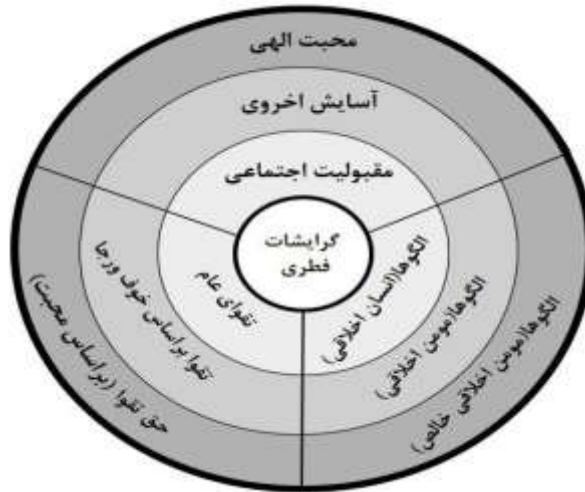 محبت الهی
آسایش اخروی
مقبولیت اجتماعی
گرایشات
فطری
الگوها(انسان اخلاقی)
الگوها(مومن اخلاقی)
الگوها(مومن اخلاقی خالص)
تقوای عام
تقوا براساس خوف ورجا
حق تقوا (براساس محبت)